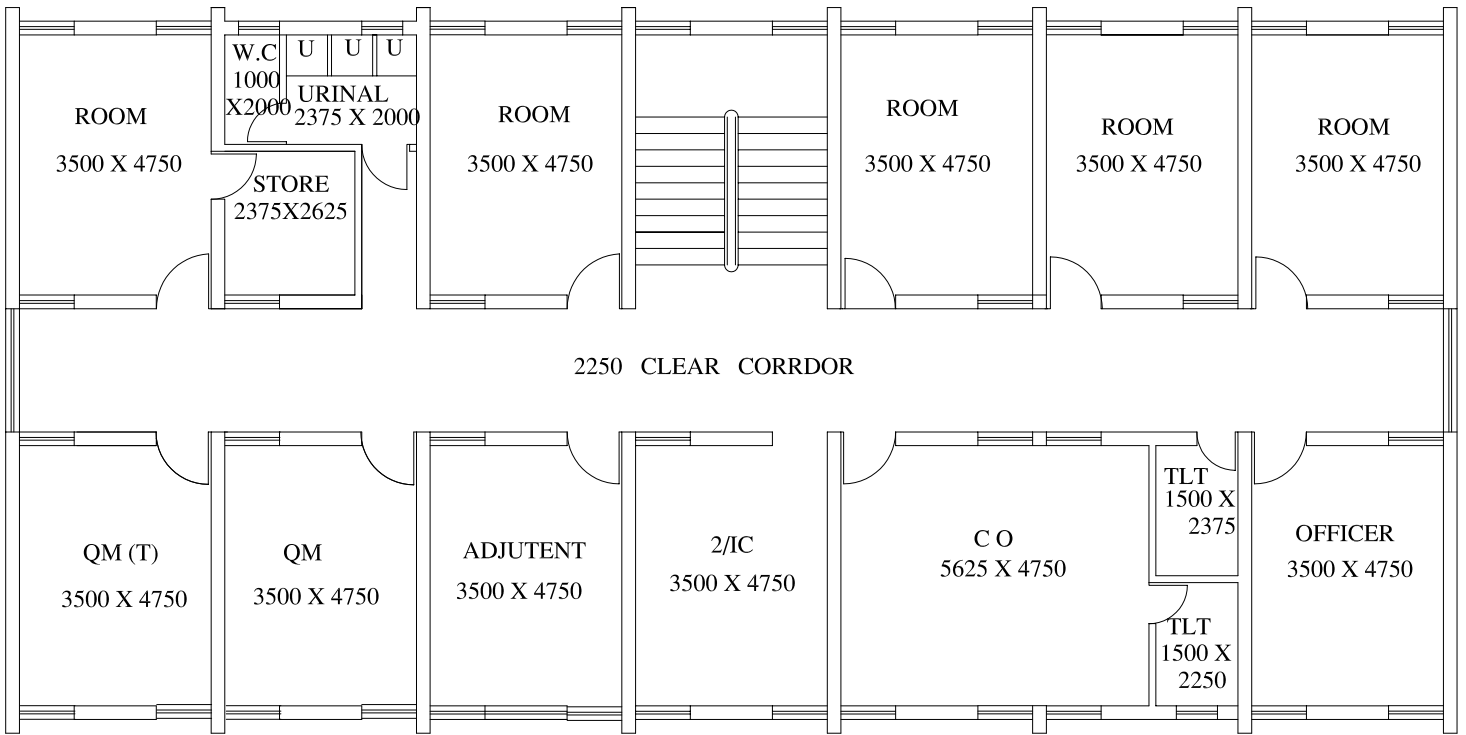 ROOM
3500 X 4750
W.C
1000
X2000
U
U
U
URINAL
2375 X 2000
STORE
2375X2625
ROOM
3500 X 4750
ROOM
3500 X 4750
ROOM
3500 X 4750
ROOM
3500 X 4750
2250 CLEAR CORRDOR
QM (T)
3500 X 4750
QM
3500 X 4750
ADJUTENT
3500 X 4750
2/IC
3500 X 4750
C O
5625 X 4750
TLT
1500 X
2375
TLT
1500 X
2250
OFFICER
3500 X 4750